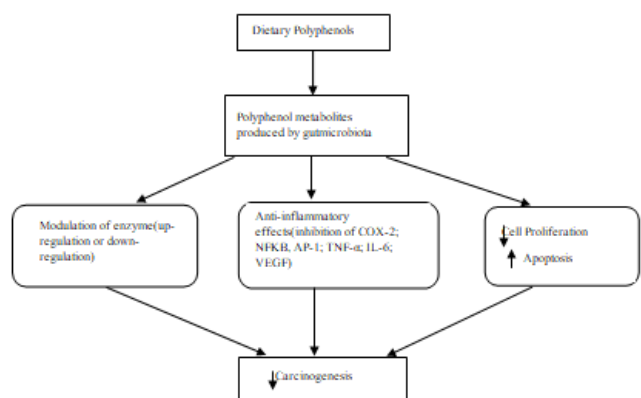 Dietary Polyphenols
Polyphenol metabolites
produced by gutmicrobiota
Modulation of enzyme(up-
regulation or down-
regulation)
Anti-inflammatory
effects(inhibition of COX-2;
NFKB, AP-1; TNF-α; IL-6;
VEGF)
Cell Proliferation
Apoptosis
Carcinogenesis